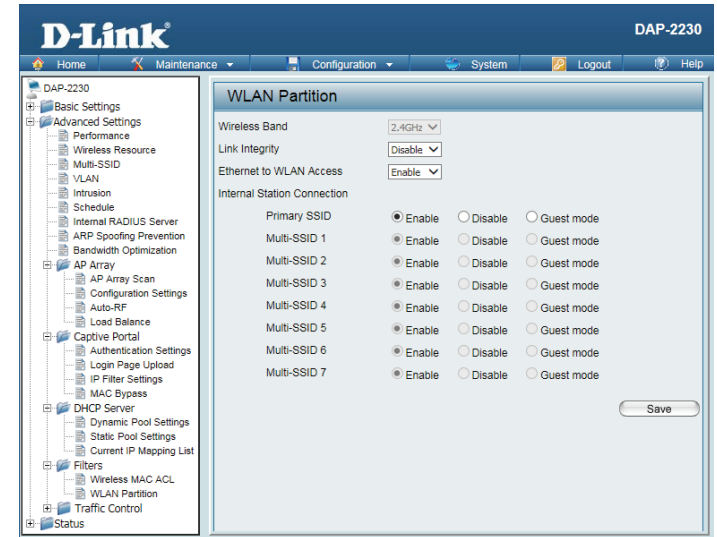 D-Link®
DAP-2230
Home
Maintenance
Configuration
System
Logout
Help
DAP-2230
Basic Settings
Advanced Settings
Performance
Wireless Resource
Multi-SSID
VLAN
Intrusion
Schedule
Internal RADIUS Server
ARP Spoofing Prevention
Bandwidth Optimization
AP Array
AP Array Scan
Configuration Settings
Auto-RF
Load Balance
Captive Portal
Authentication Settings
Login Page Upload
IP Filter Settings
MAC Bypass
DHCP Server
Dynamic Pool Settings
Static Pool Settings
Current IP Mapping List
Filters
Wireless MAC ACL
WLAN Partition
Traffic Control
Status
WLAN Partition
Wireless Band 2.4GHz
Link Integrity Disable
Ethernet to WLAN Access Enable
Internal Station Connection
Primary SSID Enable Disable Guest mode
Multi-SSID 1 Enable Disable Guest mode
Multi-SSID 2 Enable Disable Guest mode
Multi-SSID 3 Enable Disable Guest mode
Multi-SSID 4 Enable Disable Guest mode
Multi-SSID 5 Enable Disable Guest mode
Multi-SSID 6 Enable Disable Guest mode
Multi-SSID 7 Enable Disable Guest mode
Save